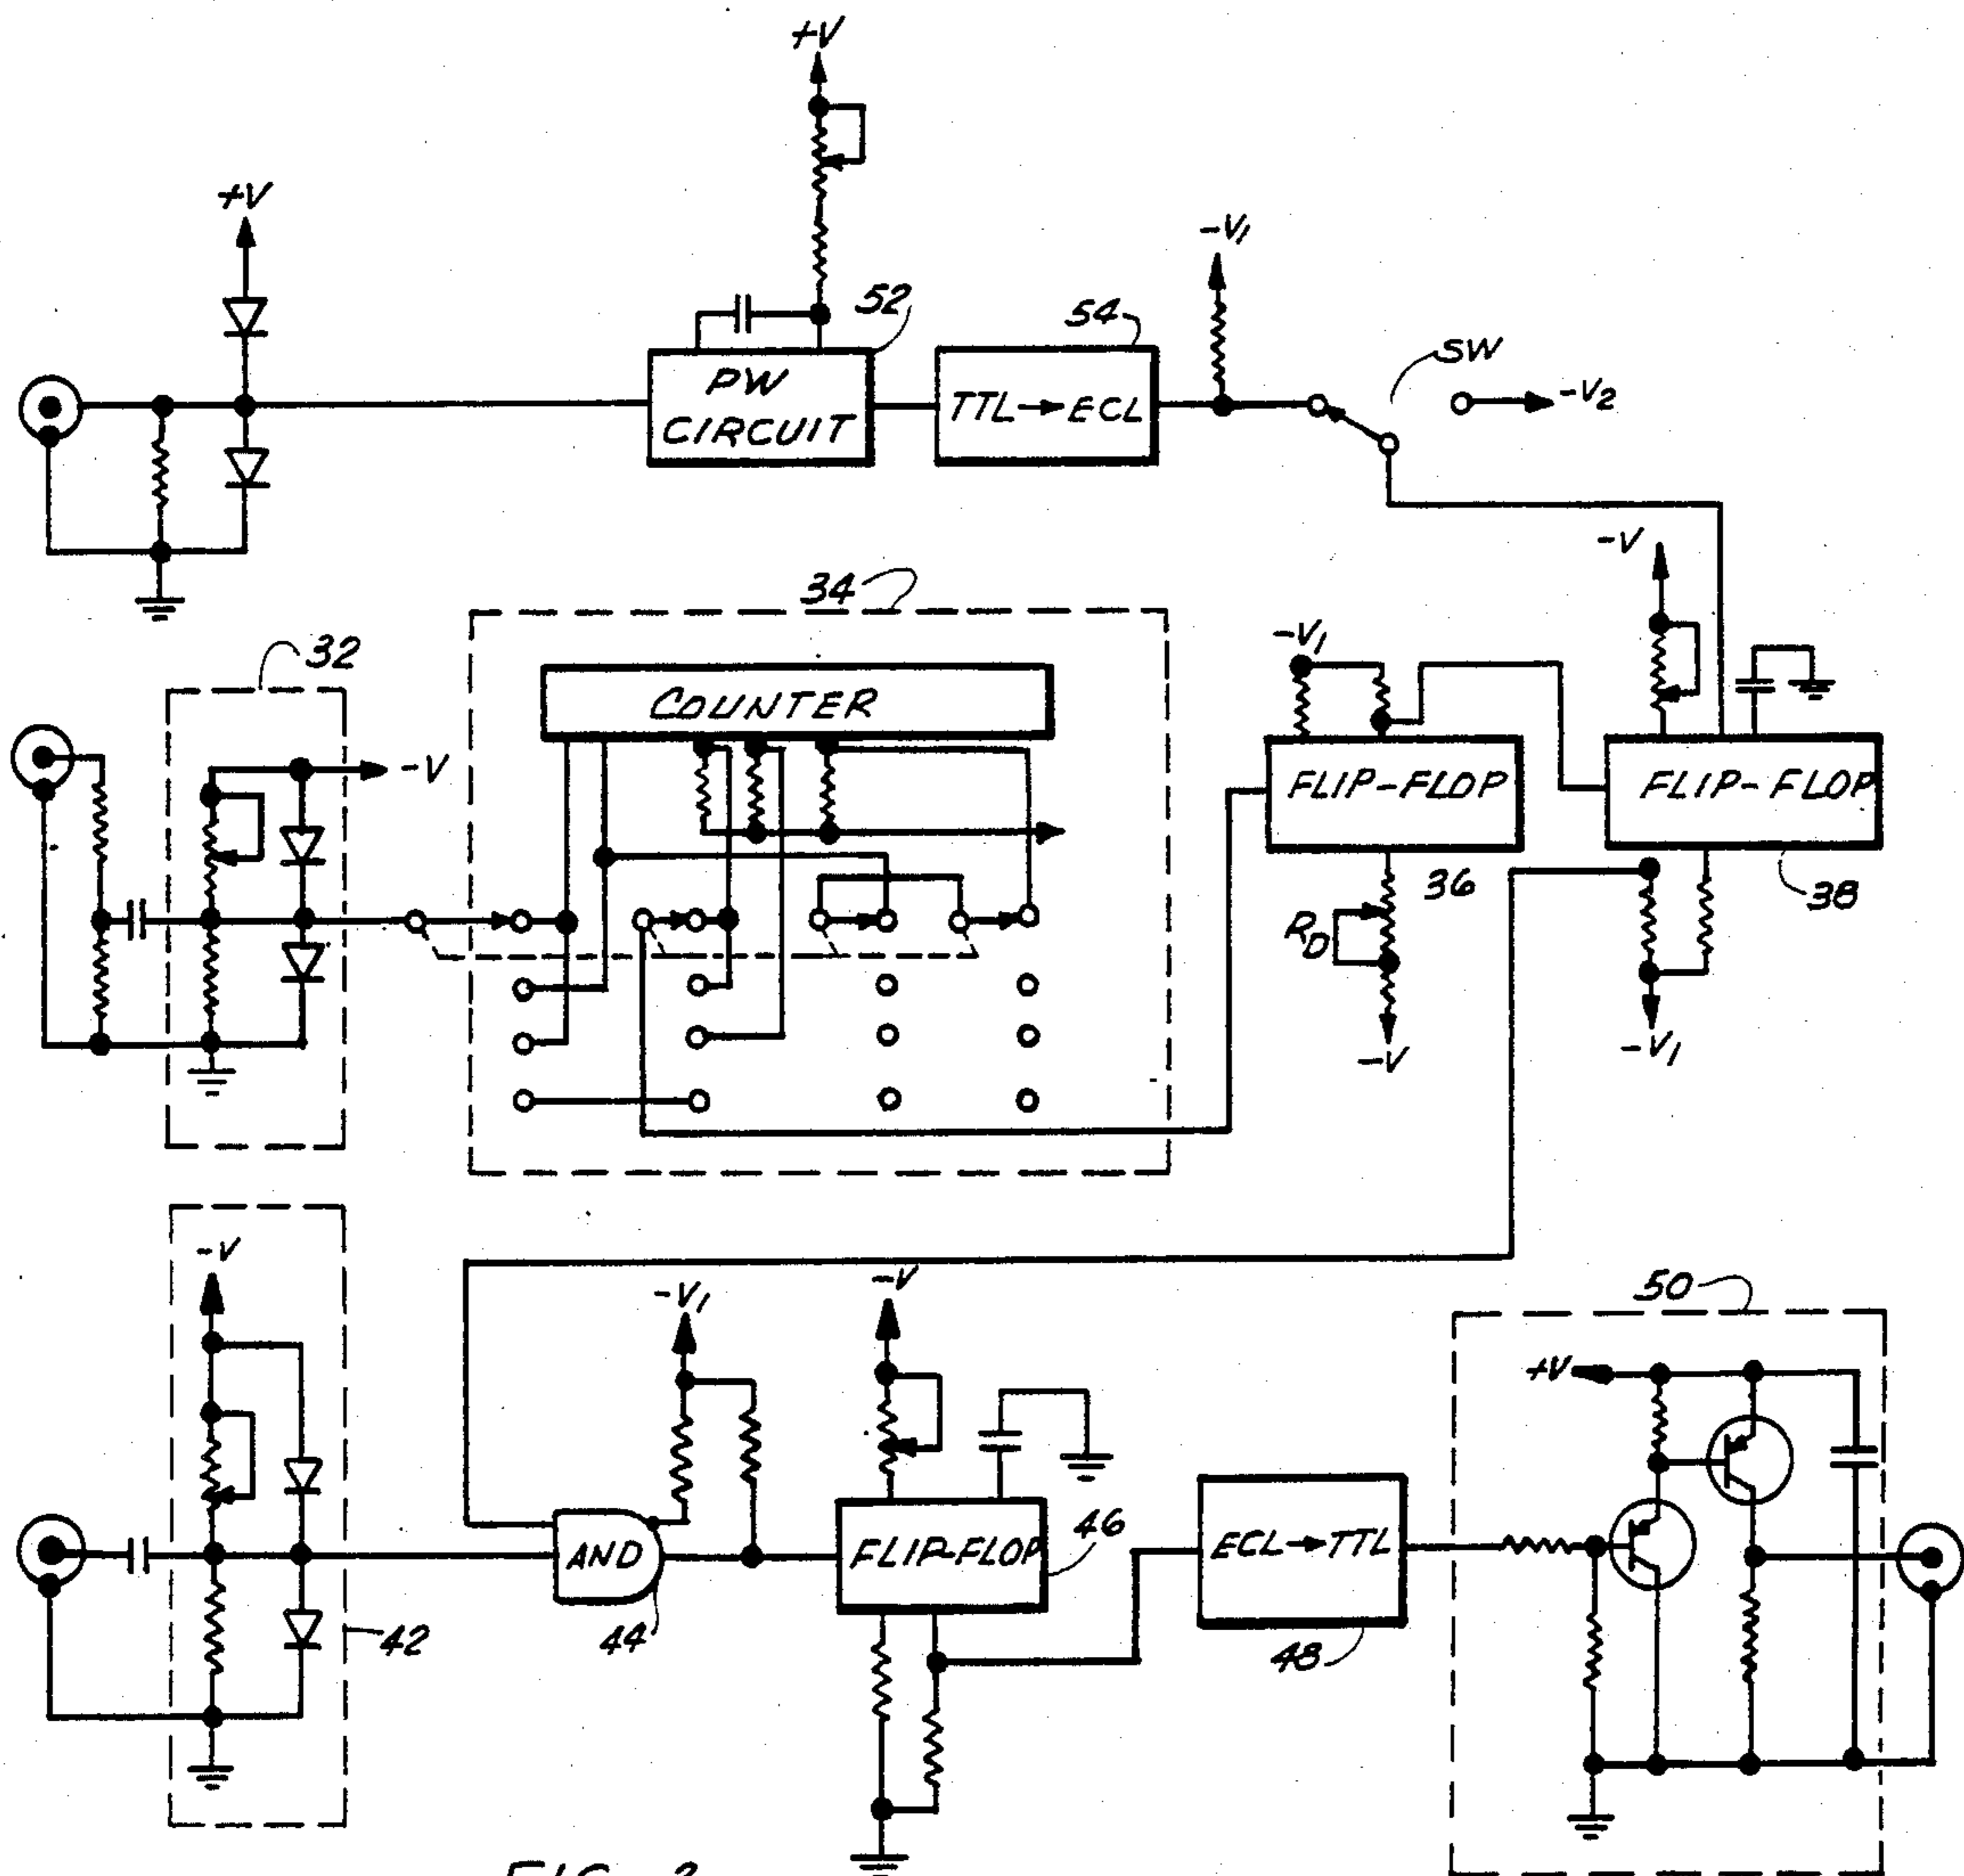 +V
+V
-V1
52
54
SW
-V2
PW
CIRCUIT
TTL→ECL
-V
34
32
-V1
COUNTER
-V
FLIP-FLOP
FLIP-FLOP
36
38
RD
-V
-V1
-V
-V1
-V
50
+V
AND
FLIP-FLOP
46
ECL→TTL
42
44
48